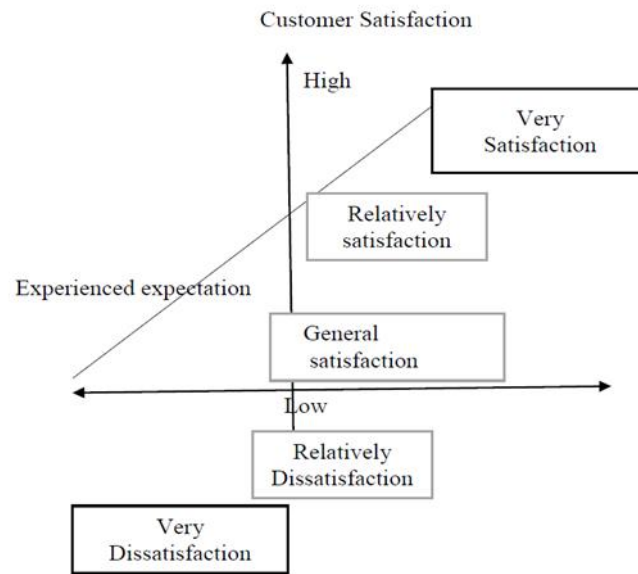 Customer Satisfaction
High
Very
Satisfaction
Relatively
satisfaction
Experienced expectation
General
satisfaction
Low
Relatively
Dissatisfaction
Very
Dissatisfaction